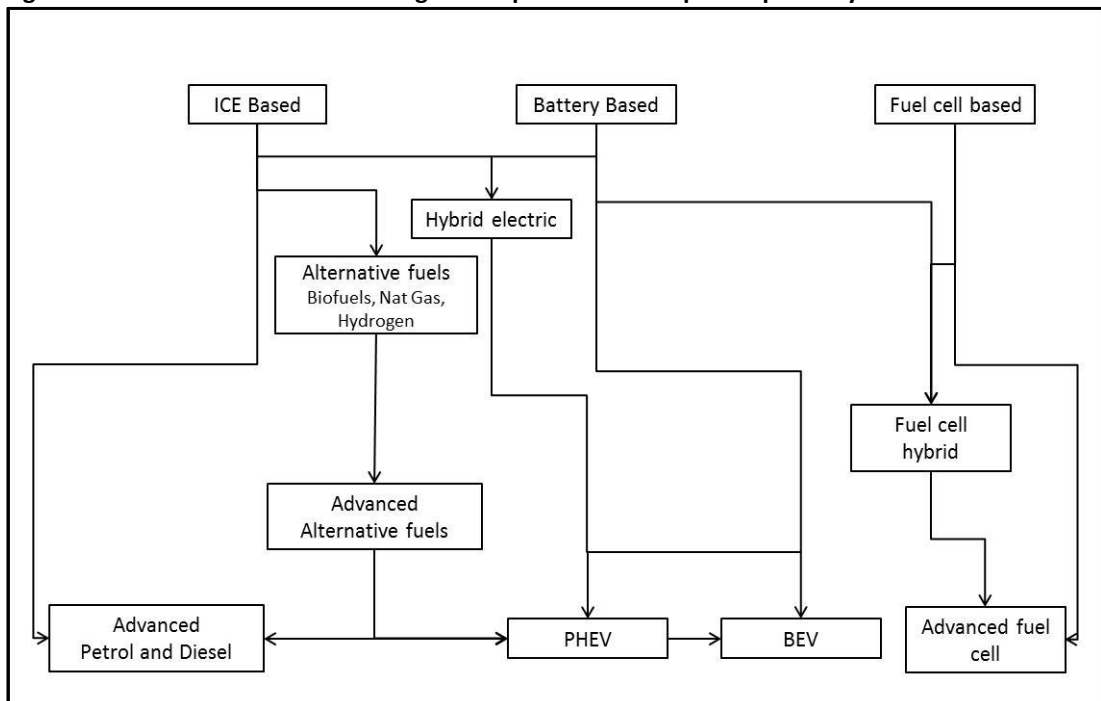 ICE Based
Battery Based
Fuel cell based
Hybrid electric
Alternative fuels
Biofuels, Nat Gas,
Hydrogen
Fuel cell
hybrid
Advanced
Alternative fuels
Advanced
Petrol and Diesel
PHEV
BEV
Advanced fuel
cell